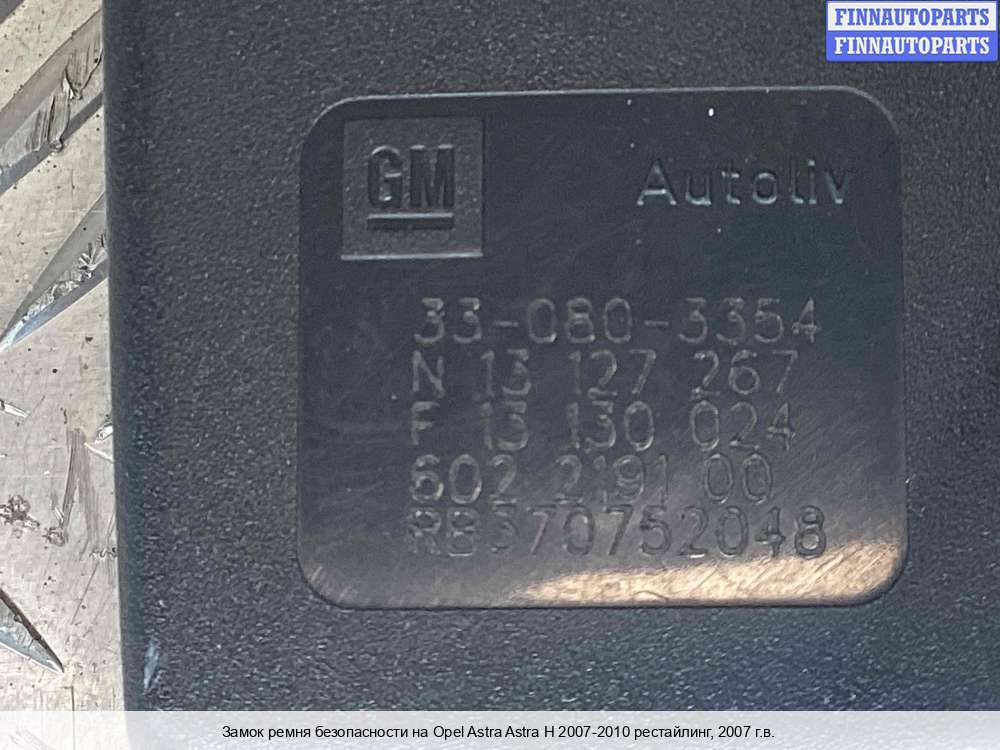 FINNAUTOPARTS
FINNAUTOPARTS
GM
Autoliv
33-080-3354
N 13 127 267
F 13 130 024
602 2191 00
RB370752048
Замок ремня безопасности на Opel Astra Astra H 2007-2010 рестайлинг, 2007 г.в.